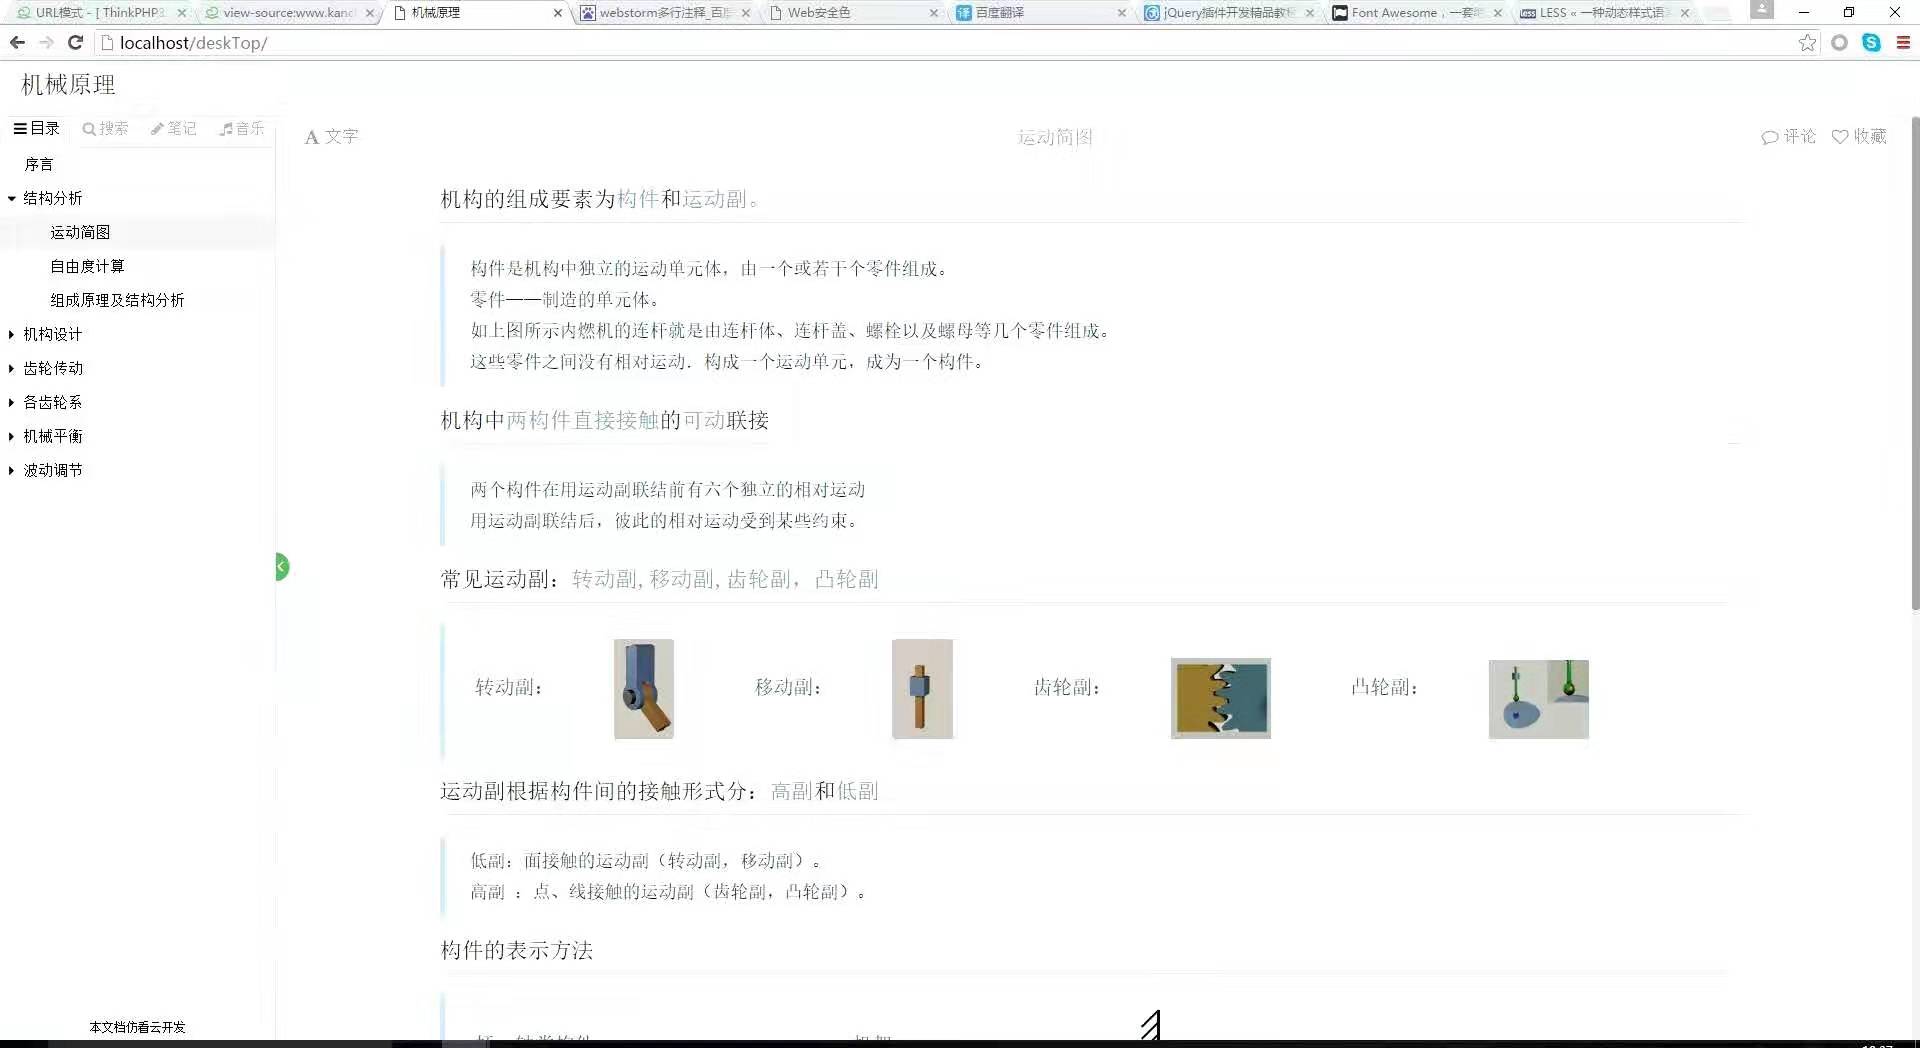 URL模式 - [ ThinkPHP3
view-source:www.kancl
机械原理
webstorm多行注释_百度
Web安全色
百度翻译
jQuery插件开发精品教程
Font Awesome，一套
LESS « 一种动态样式语
localhost/deskTop/
机械原理
目录 搜索 笔记 音乐
A 文字
运动简图
评论 收藏
序言
结构分析
运动简图
自由度计算
组成原理及结构分析
机构设计
齿轮传动
各齿轮系
机械平衡
波动调节
本文档仿看云开发
机构的组成要素为构件和运动副。
构件是机构中独立的运动单元体，由一个或若干个零件组成。
零件——制造的单元体。
如上图所示内燃机的连杆就是由连杆体、连杆盖、螺栓以及螺母等几个零件组成。
这些零件之间没有相对运动．构成一个运动单元，成为一个构件。
机构中两构件直接接触的可动联接
两个构件在用运动副联结前有六个独立的相对运动
用运动副联结后，彼此的相对运动受到某些约束。
常见运动副：转动副,移动副,齿轮副，凸轮副
转动副： 移动副： 齿轮副： 凸轮副：
运动副根据构件间的接触形式分：高副和低副
低副：面接触的运动副（转动副，移动副）。
高副 ：点、线接触的运动副（齿轮副，凸轮副）。
构件的表示方法